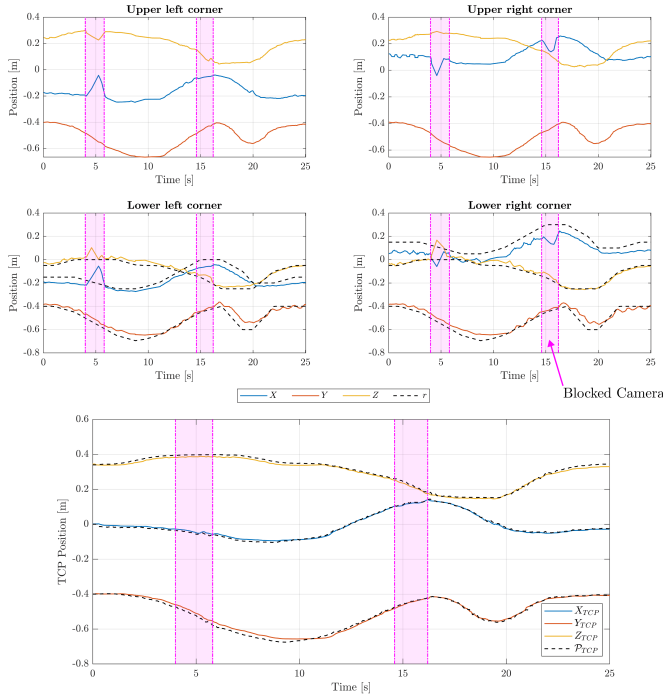 Upper left corner
Upper right corner
0.4
0.2
0
-0.2
-0.4
-0.6
Position [m]
0 5 10 15 20 25
Time [s]
0.4
0.2
0
-0.2
-0.4
-0.6
Position [m]
0 5 10 15 20 25
Time [s]
Lower left corner
Lower right corner
0.4
0.2
0
-0.2
-0.4
-0.6
-0.8
Position [m]
0 5 10 15 20 25
Time [s]
0.4
0.2
0
-0.2
-0.4
-0.6
-0.8
Position [m]
0 5 10 15 20 25
Time [s]
X Y Z r
Blocked Camera
0.6
0.4
0.2
0
-0.2
-0.4
-0.6
-0.8
TCP Position [m]
0 5 10 15 20 25
Time [s]
X_TCP
Y_TCP
Z_TCP
P_TCP